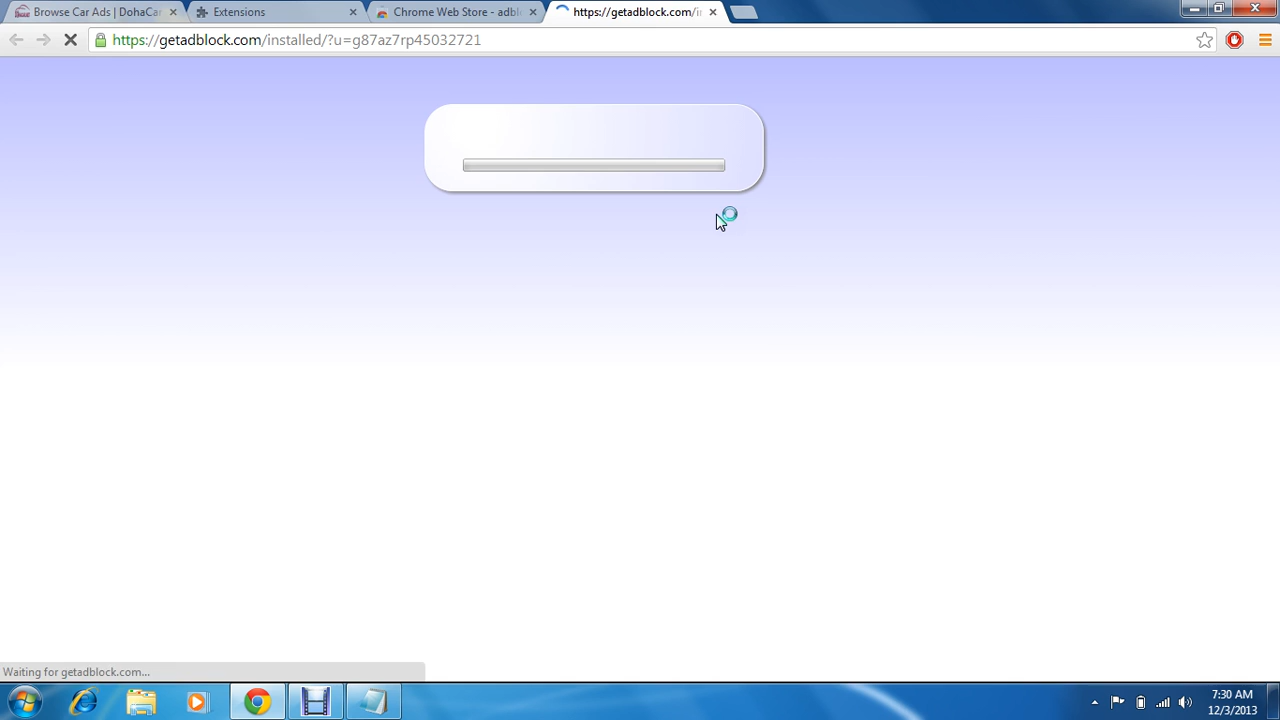 Browse Car Ads | DohaCar
Extensions
Chrome Web Store - adbl
https://getadblock.com/i
https://getadblock.com/installed/?u=g87az7rp45032721
Waiting for getadblock.com...
7:30 AM
12/3/2013